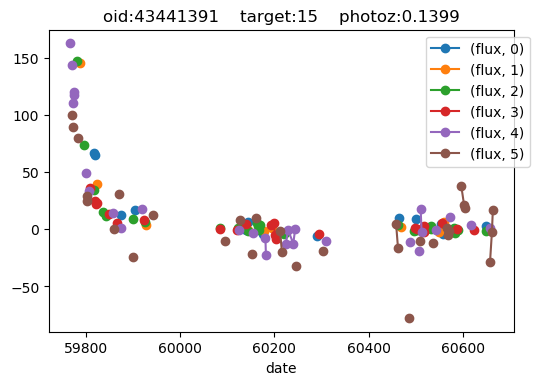 oid:43441391    target:15    photoz:0.1399
(flux, 0)
(flux, 1)
(flux, 2)
(flux, 3)
(flux, 4)
(flux, 5)
150
100
50
0
−50
59800 60000 60200 60400 60600
date